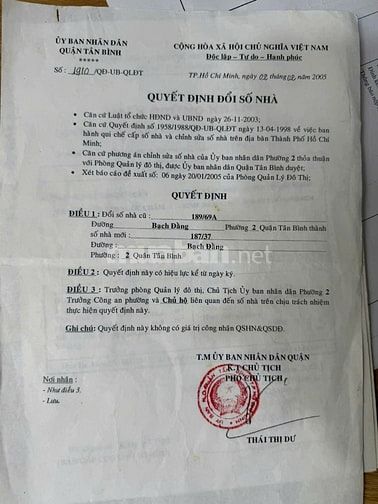 ỦY BAN NHÂN DÂN
QUẬN TÂN BÌNH
*****
Số : 1910 /QĐ-UB-QLĐT
CỘNG HÒA XÃ HỘI CHỦ NGHĨA VIỆT NAM
Độc lập – Tự do – Hạnh phúc
TP.Hồ Chí Minh, ngày 02 tháng 02, năm 2005
QUYẾT ĐỊNH ĐỔI SỐ NHÀ
• Căn cứ Luật tổ chức HĐND và UBND ngày 26-11-2003;
• Căn cứ Quyết định số 1958/1988/QĐ-UB-QLĐT ngày 13-04-1998 về việc ban
hành qui chế cấp số nhà và chỉnh sửa số nhà trên địa bàn Thành Phố Hồ Chí
Minh;
• Căn cứ phương án chỉnh sửa số nhà của Ủy ban nhân dân Phường 2 thỏa thuận
với Phòng Quản lý đô thị, được Ủy ban nhân dân Quận Tân Bình duyệt;
• Xét báo cáo đề xuất số: 06 ngày 20/01/2005 của Phòng Quản Lý Đô Thị;
QUYẾT ĐỊNH
ĐIỀU 1 : Đổi số nhà cũ : 189/69A
Đường Bạch Đằng Phường 2 Quận Tân Bình thành
số nhà mới : 187/37
Đường : Bạch Đằng
Phường : 2 Quận Tân Bình
muaban.net
ĐIỀU 2 : Quyết định này có hiệu lực kể từ ngày ký.
ĐIỀU 3 : Trưởng phòng Quản lý đô thị, Chủ Tịch Ủy ban nhân dân Phường 2
Trưởng Công an phường và Chủ hộ liên quan đến số nhà trên chịu trách nhiệm
thực hiện quyết định này.
Ghi chú: Quyết định này không có giá trị công nhận QSHN&QSDĐ.
T.M ỦY BAN NHÂN DÂN QUẬN
K.T CHỦ TỊCH
PHÓ CHỦ TỊCH
Nơi nhận :
- Như điều 3.
- Lưu.
THÁI THỊ DƯ